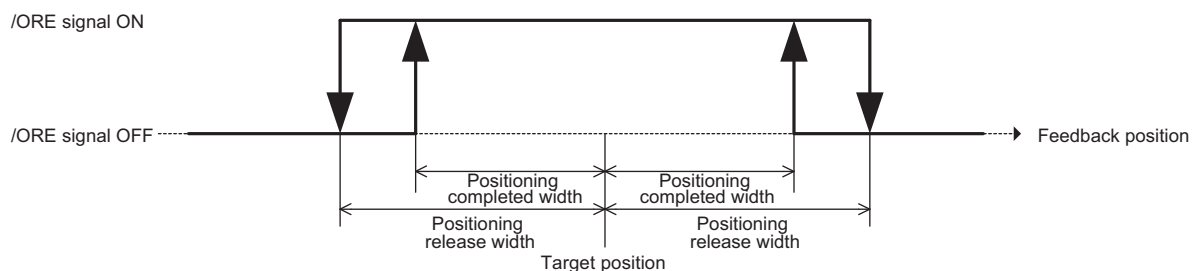 /ORE signal ON
/ORE signal OFF
Feedback position
Positioning
completed width
Positioning
completed width
Positioning
release width
Positioning
release width
Target position